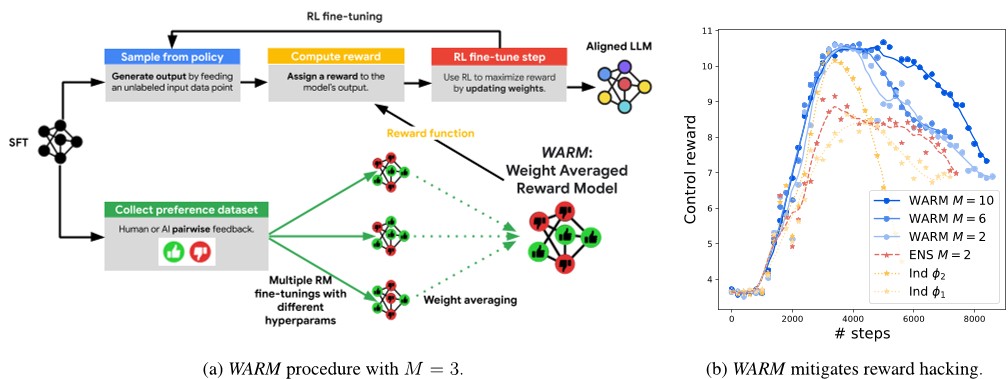 RL fine-tuning
Sample from policy
Generate output by feeding
an unlabeled input data point
Compute reward
Assign a reward to the
model's output.
RL fine-tune step
Use RL to maximize reward
by updating weights.
Aligned LLM
SFT
Reward function
WARM:
Weight Averaged
Reward Model
Collect preference dataset
Human or AI pairwise feedback.
Multiple RM
fine-tunings with
different
hyperparams
Weight averaging
(a) WARM procedure with M = 3.
Control reward
11
10
9
8
7
6
5
4
0
2000
4000
6000
8000
# steps
WARM M = 10
WARM M = 6
WARM M = 2
ENS M = 2
Ind ϕ2
Ind ϕ1
(b) WARM mitigates reward hacking.